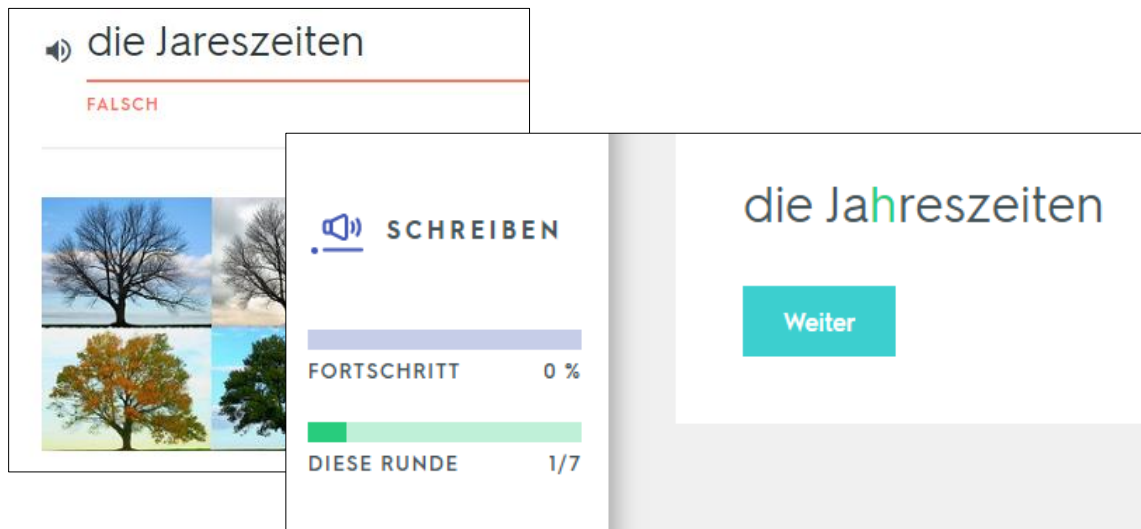 die Jareszeiten
FALSCH
SCHREIBEN
FORTSCHRITT 0 %
DIESE RUNDE 1/7
die Jahreszeiten
Weiter